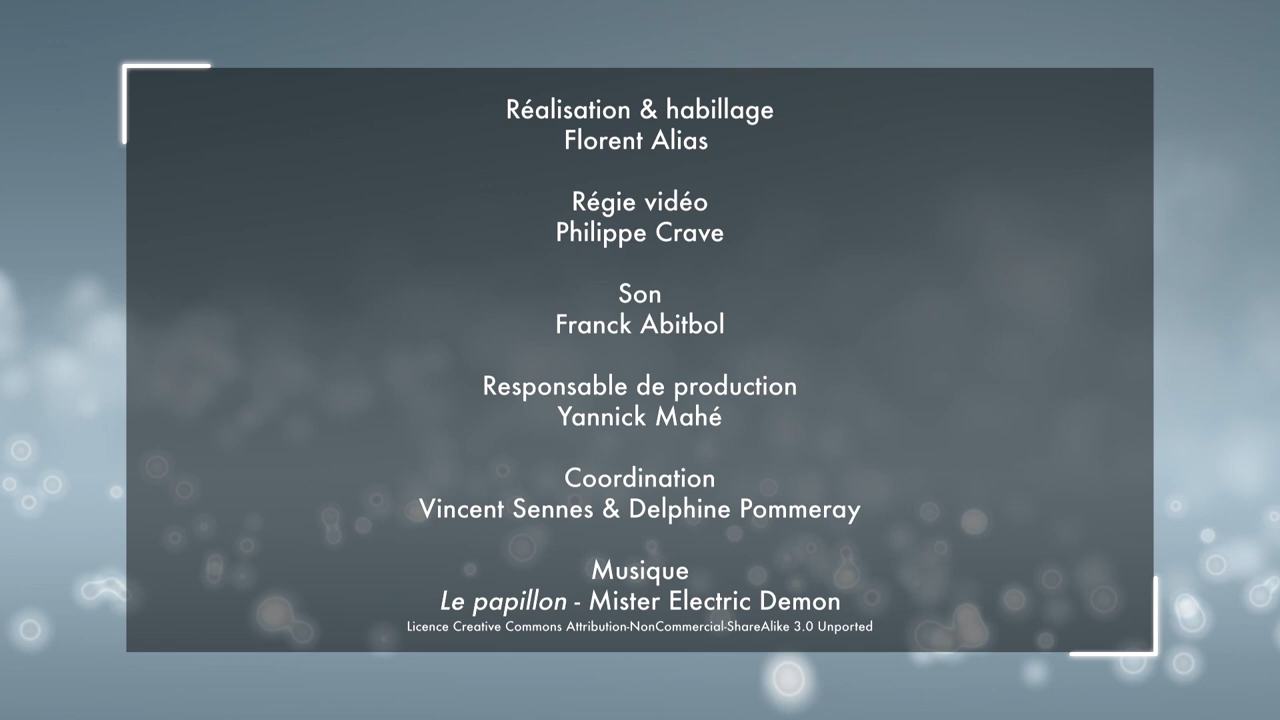 Réalisation & habillage
Florent Alias
Régie vidéo
Philippe Crave
Son
Franck Abitbol
Responsable de production
Yannick Mahé
Coordination
Vincent Sennes & Delphine Pommeray
Musique
Le papillon - Mister Electric Demon
Licence Creative Commons Attribution-NonCommercial-ShareAlike 3.0 Unported